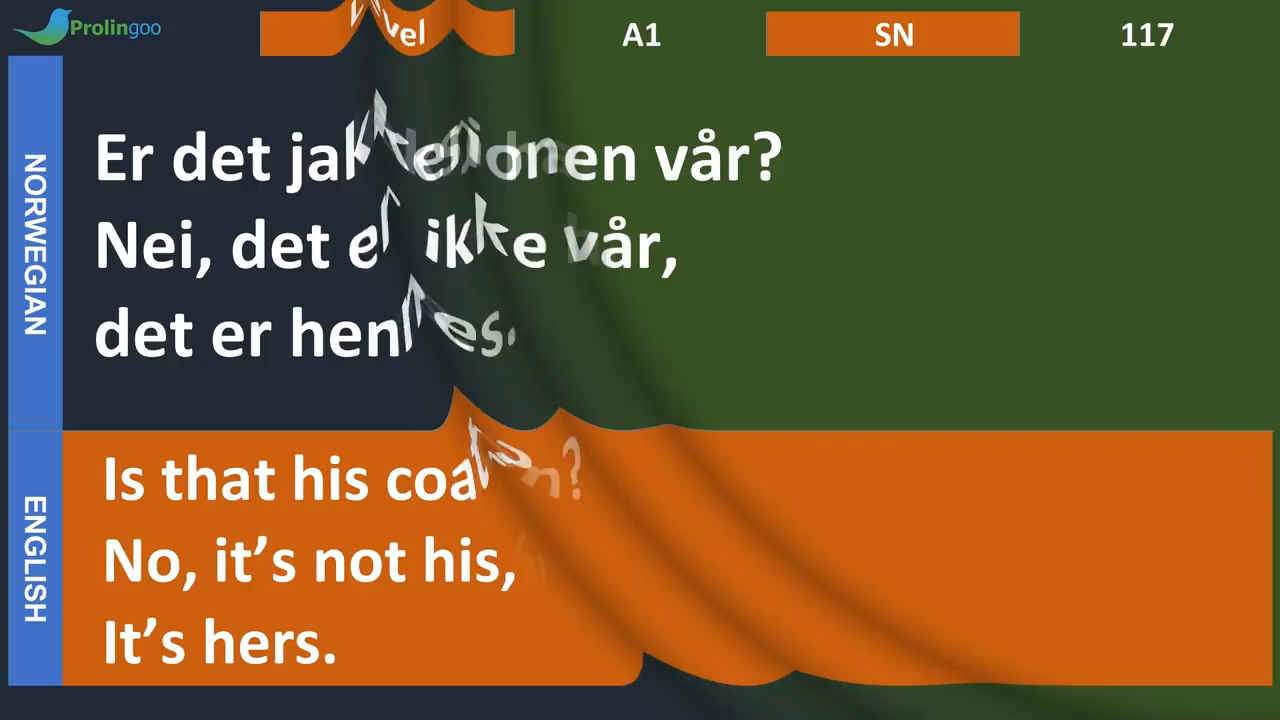 Prolingoo
A1
SN
117
NORWEGIAN
Er det vår?
Nei, det ikke vår,
det er
ENGLISH
Is that his
No, it’s not his,
It’s hers.